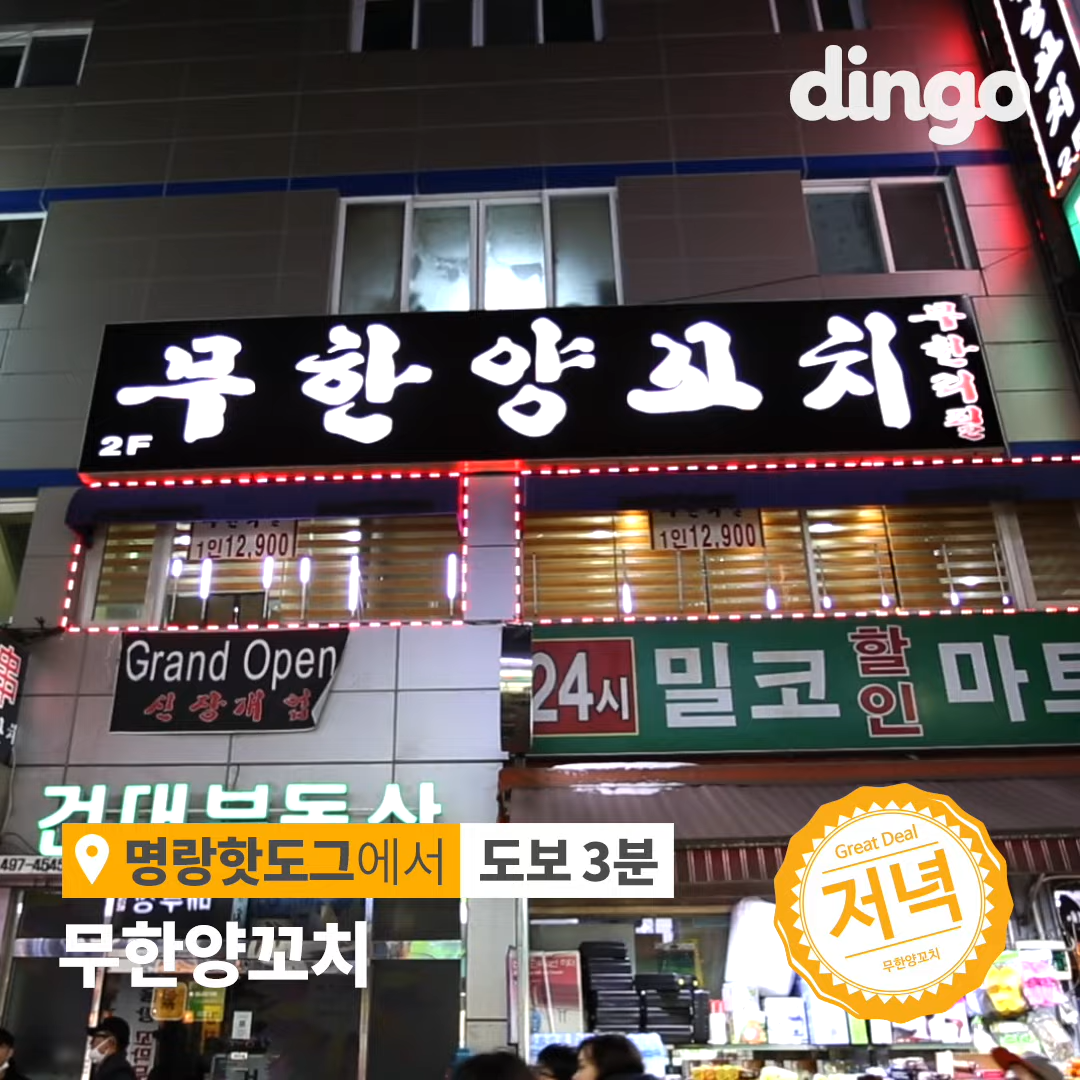 dingo
무한양꼬치
무한리필
2F
1인12,900
1인12,900
Grand Open
신장개업
24시 밀코 할인 마트
건대부동산
497-4545
명랑핫도그에서 도보 3분
무한양꼬치
Great Deal
저녁
무한양꼬치